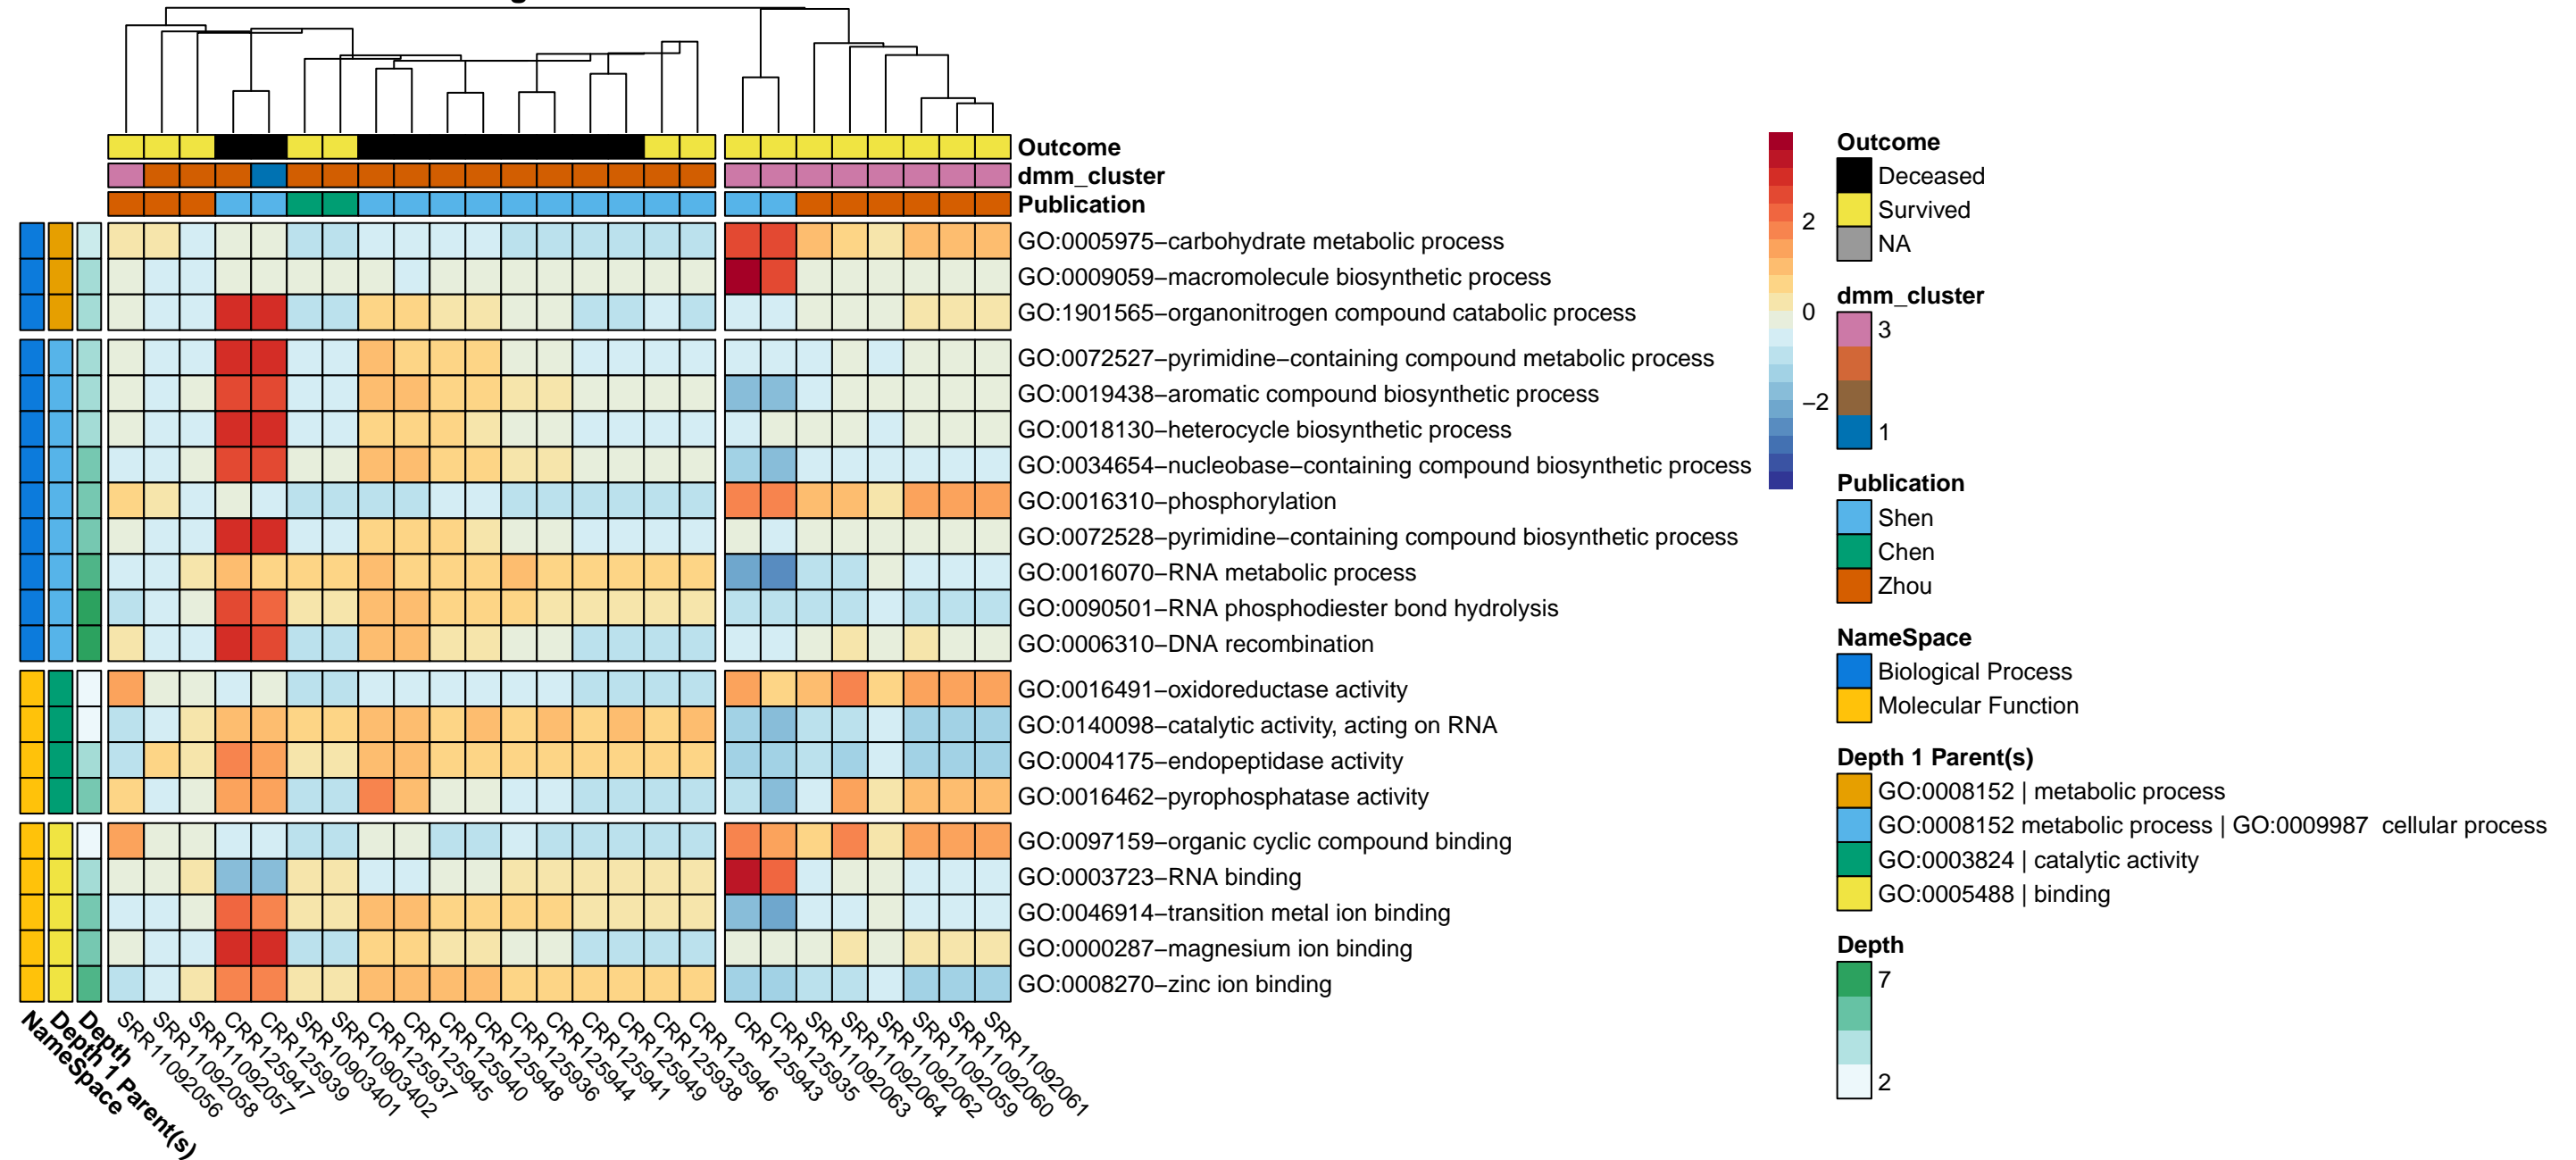 Outcome
dmm_cluster
Publication
GO:0005975−carbohydrate metabolic process
GO:0009059−macromolecule biosynthetic process
GO:1901565−organonitrogen compound catabolic process
GO:0072527−pyrimidine−containing compound metabolic process
GO:0019438−aromatic compound biosynthetic process
GO:0018130−heterocycle biosynthetic process
GO:0034654−nucleobase−containing compound biosynthetic process
GO:0016310−phosphorylation
GO:0072528−pyrimidine−containing compound biosynthetic process
GO:0016070−RNA metabolic process
GO:0090501−RNA phosphodiester bond hydrolysis
GO:0006310−DNA recombination
GO:0016491−oxidoreductase activity
GO:0140098−catalytic activity, acting on RNA
GO:0004175−endopeptidase activity
GO:0016462−pyrophosphatase activity
GO:0097159−organic cyclic compound binding
GO:0003723−RNA binding
GO:0046914−transition metal ion binding
GO:0000287−magnesium ion binding
GO:0008270−zinc ion binding
NameSpace
Depth 1 Parent(s)
Depth
SRR11092056
SRR11092058
SRR11092057
CRR125947
CRR125939
SRR10903401
SRR10903402
CRR125937
CRR125945
CRR125940
CRR125948
CRR125936
CRR125944
CRR125941
CRR125949
CRR125938
CRR125946
CRR125943
CRR125935
SRR11092063
SRR11092064
SRR11092062
SRR11092059
SRR11092060
SRR11092061
2
0
−2
Outcome
Deceased
Survived
NA
dmm_cluster
3
1
Publication
Shen
Chen
Zhou
NameSpace
Biological Process
Molecular Function
Depth 1 Parent(s)
GO:0008152 | metabolic process
GO:0008152 metabolic process | GO:0009987 cellular process
GO:0003824 | catalytic activity
GO:0005488 | binding
Depth
7
2